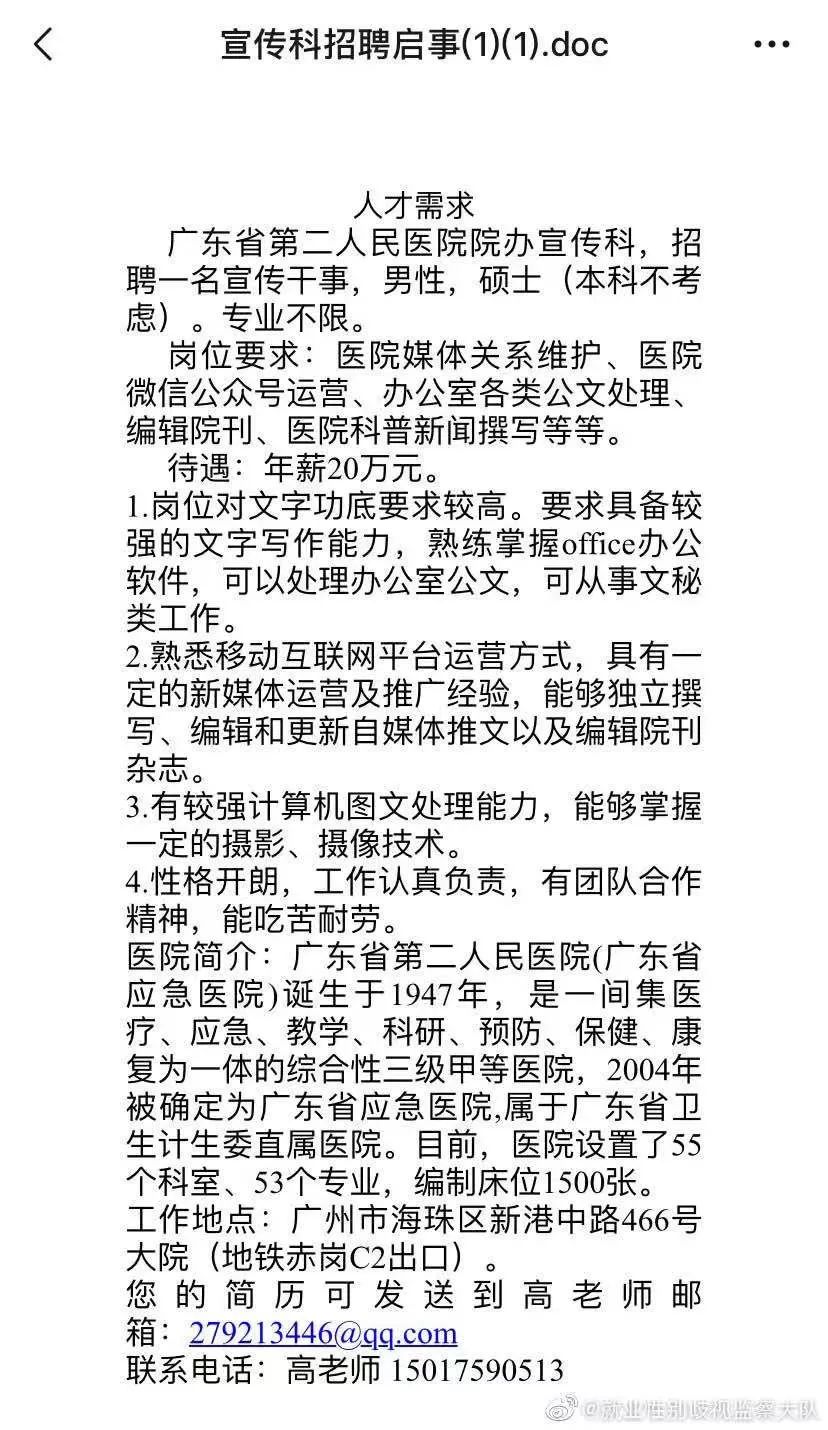 宣传科招聘启事(1)(1).doc
人才需求
广东省第二人民医院院办宣传科，招
聘一名宣传干事，男性，硕士（本科不考
虑）。专业不限。
岗位要求：医院媒体关系维护、医院
微信公众号运营、办公室各类公文处理、
编辑院刊、医院科普新闻撰写等等。
待遇：年薪20万元。
1.岗位对文字功底要求较高。要求具备较
强的文字写作能力，熟练掌握office办公
软件，可以处理办公室公文，可从事文秘
类工作。
2.熟悉移动互联网平台运营方式，具有一
定的新媒体运营及推广经验，能够独立撰
写、编辑和更新自媒体推文以及编辑院刊
杂志。
3.有较强计算机图文处理能力，能够掌握
一定的摄影、摄像技术。
4.性格开朗，工作认真负责，有团队合作
精神，能吃苦耐劳。
医院简介：广东省第二人民医院(广东省
应急医院)诞生于1947年，是一间集医
疗、应急、教学、科研、预防、保健、康
复为一体的综合性三级甲等医院，2004年
被确定为广东省应急医院,属于广东省卫
生计生委直属医院。目前，医院设置了55
个科室、53个专业，编制床位1500张。
工作地点：广州市海珠区新港中路466号
大院（地铁赤岗C2出口）。
您的简历可发送到高老师邮
箱：279213446@qq.com
联系电话：高老师 15017590513
@就业性别歧视监察大队